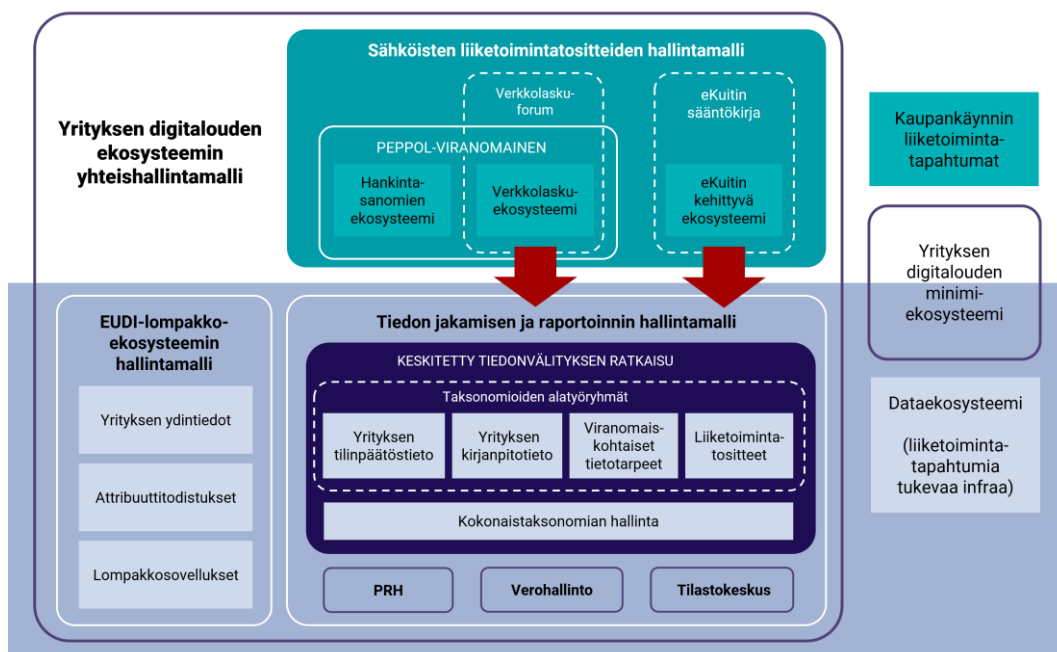 Yrityksen digitalouden
ekosysteemin
yhteishallintamalli
Sähköisten liiketoimintatositteiden hallintamalli
Verkkolasku-
forum
eKuitin
sääntökirja
PEPPOL-VIRANOMAINEN
Hankinta-
sanomien
ekosysteemi
Verkkolasku-
ekosysteemi
eKuitin
kehittyvä
ekosysteemi
Kaupankäynnin
liiketoiminta-
tapahtumat
Yrityksen
digitalouden
minimi-
ekosysteemi
Dataekosysteemi
(liiketoiminta-
tapahtumia
tukevaa infraa)
EUDI-lompakko-
ekosysteemin
hallintamalli
Yrityksen ydintiedot
Attribuuttitodistukset
Lompakkosovellukset
Tiedon jakamisen ja raportoinnin hallintamalli
KESKITETTY TIEDONVÄLITYKSEN RATKAISU
Taksonomioiden alatyöryhmät
Yrityksen
tilinpäätöstieto
Yrityksen
kirjanpitotieto
Viranomais-
kohtaiset
tietotarpeet
Liiketoiminta-
tositteet
Kokonaistaksonomian hallinta
PRH
Verohallinto
Tilastokeskus